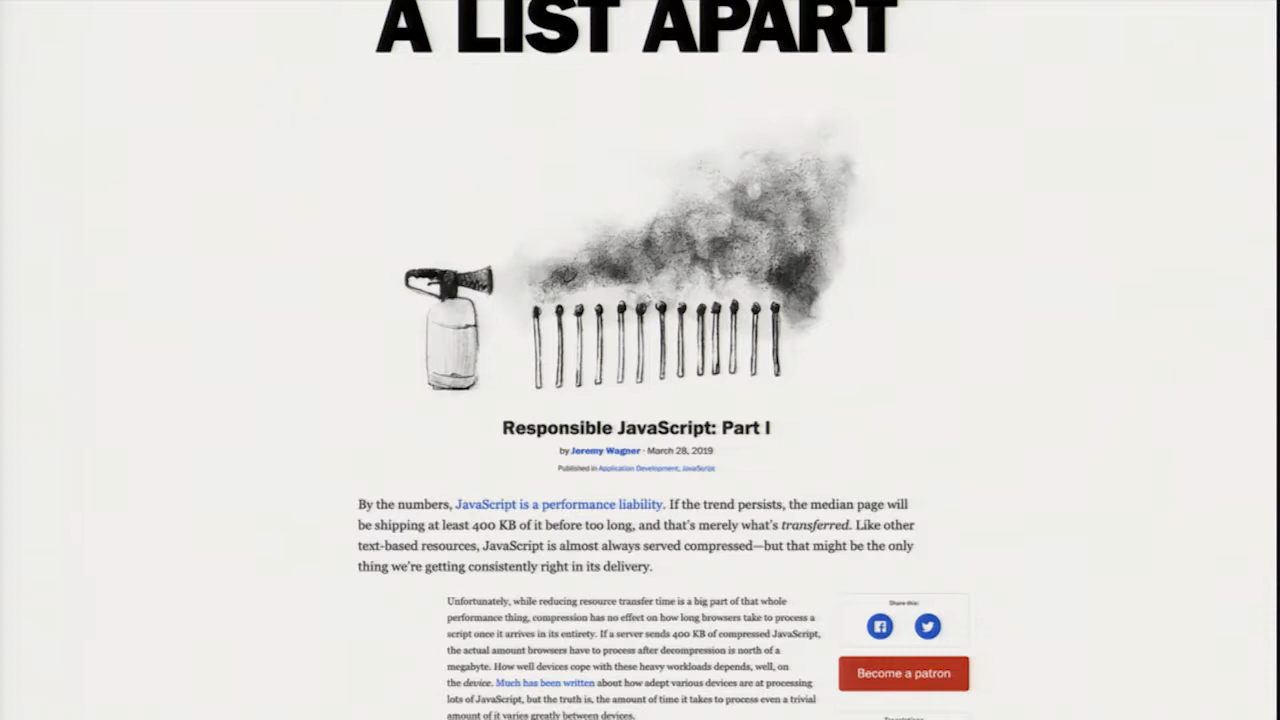 A LIST APART
Responsible JavaScript: Part I
by Jeremy Wagner · March 28, 2019
Published in Application Development, JavaScript
By the numbers, JavaScript is a performance liability. If the trend persists, the median page will
be shipping at least 400 KB of it before too long, and that's merely what's transferred. Like other
text-based resources, JavaScript is almost always served compressed—but that might be the only
thing we're getting consistently right in its delivery.
Unfortunately, while reducing resource transfer time is a big part of that whole
performance thing, compression has no effect on how long browsers take to process a
script once it arrives in its entirety. If a server sends 400 KB of compressed JavaScript,
the actual amount browsers have to process after decompression is north of a
megabyte. How well devices cope with these heavy workloads depends, well, on
the device. Much has been written about how adept various devices are at processing
lots of JavaScript, but the truth is, the amount of time it takes to process even a trivial
amount of it varies greatly between devices.
Share this:
Become a patron